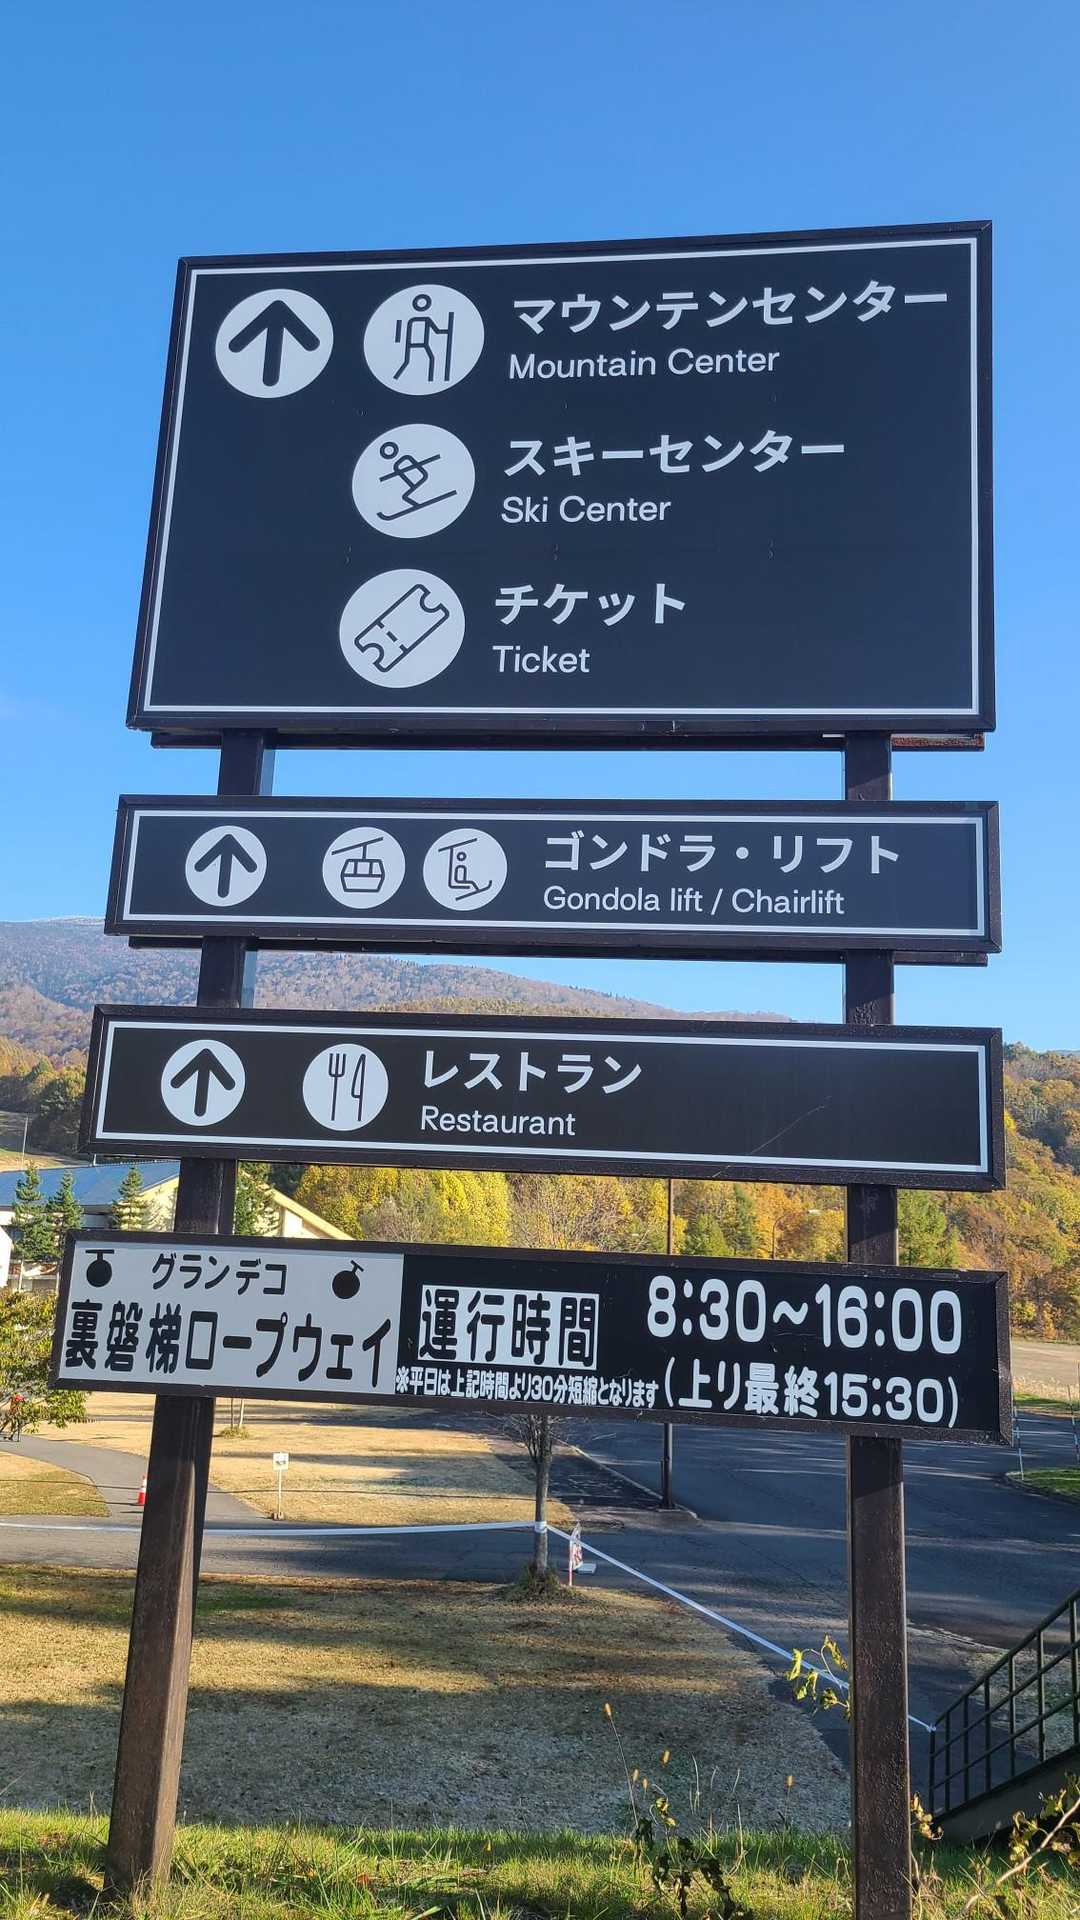 マウンテンセンター
Mountain Center
スキーセンター
Ski Center
チケット
Ticket
ゴンドラ・リフト
Gondola lift / Chairlift
レストラン
Restaurant
グランデコ
裏磐梯ロープウェイ
運行時間
8:30~16:00
※平日は上記時間より30分短縮となります
(上り最終15:30)